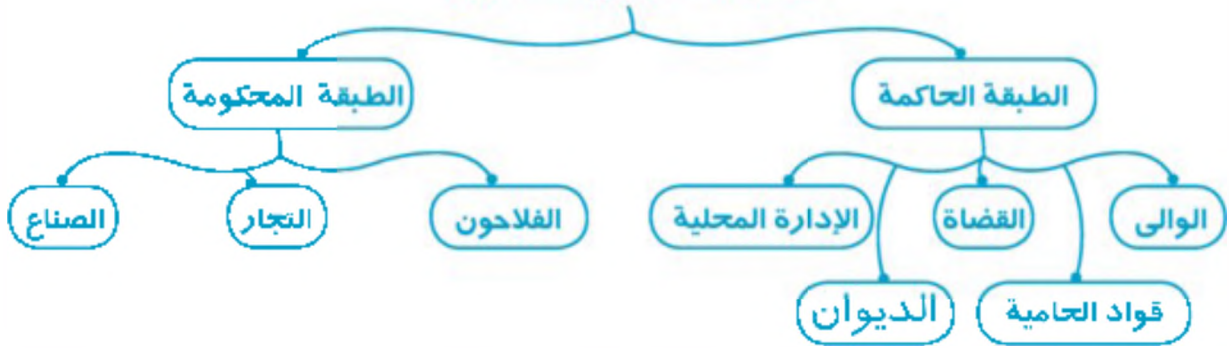 الطبقة الحاكمة
الطبقة المحكومة
الوالى
القضاة
الإدارة المحلية
الفلاحون
التجار
الصناع
قواد الحامية
الديوان